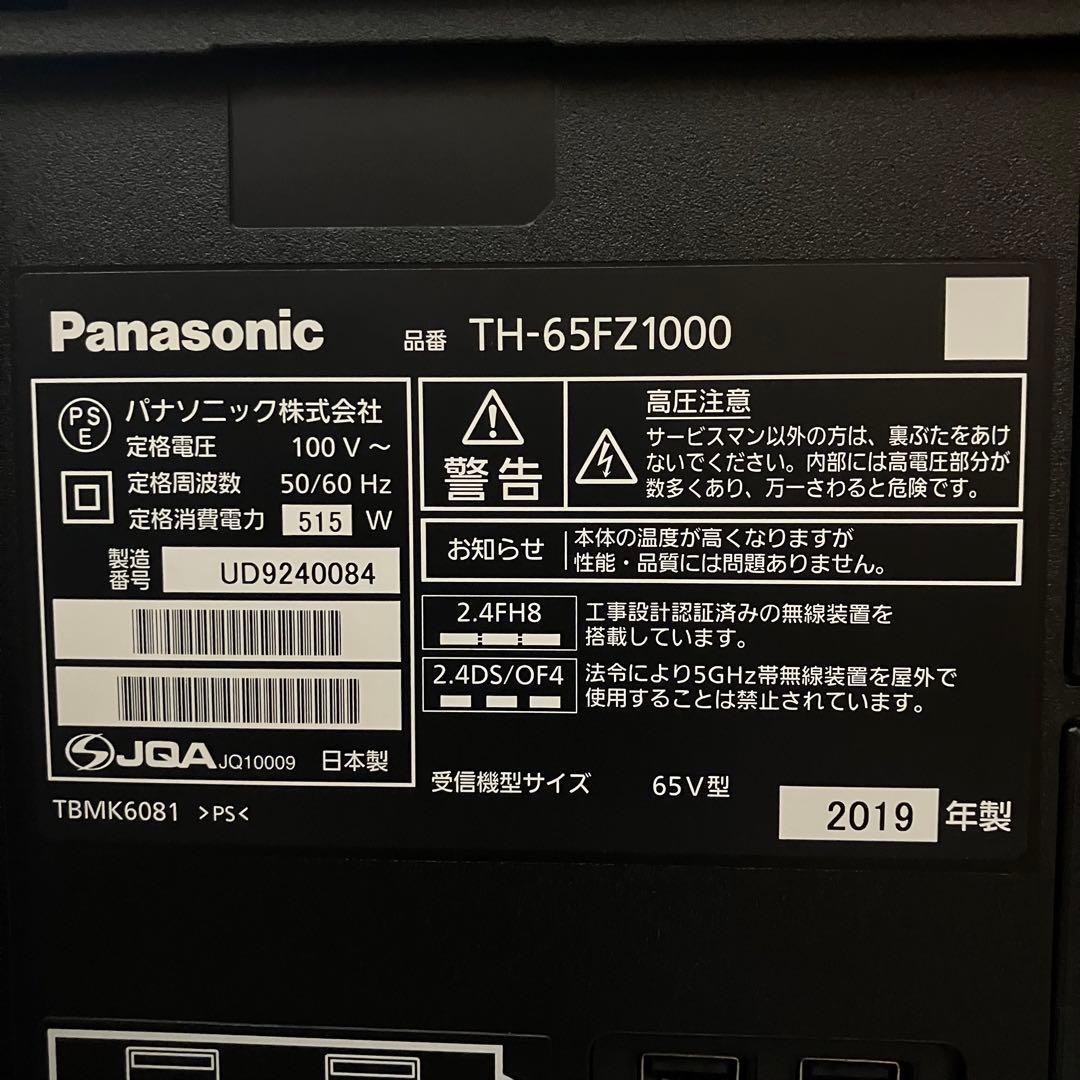 Panasonic 品番 TH-65FZ1000
PSE パナソニック株式会社
定格電圧 100 V ～
定格周波数 50/60 Hz
定格消費電力 515 W
製造番号 UD9240084
JQA JQ10009 日本製
TBMK6081 >PS<
警告
高圧注意
サービスマン以外の方は、裏ぶたをあけ
ないでください。内部には高電圧部分が
数多くあり、万一さわると危険です。
お知らせ
本体の温度が高くなりますが
性能・品質には問題ありません。
2.4FH8
工事設計認証済みの無線装置を
搭載しています。
2.4DS/OF4
法令により5GHz帯無線装置を屋外で
使用することは禁止されています。
受信機型サイズ 65V型
2019 年製